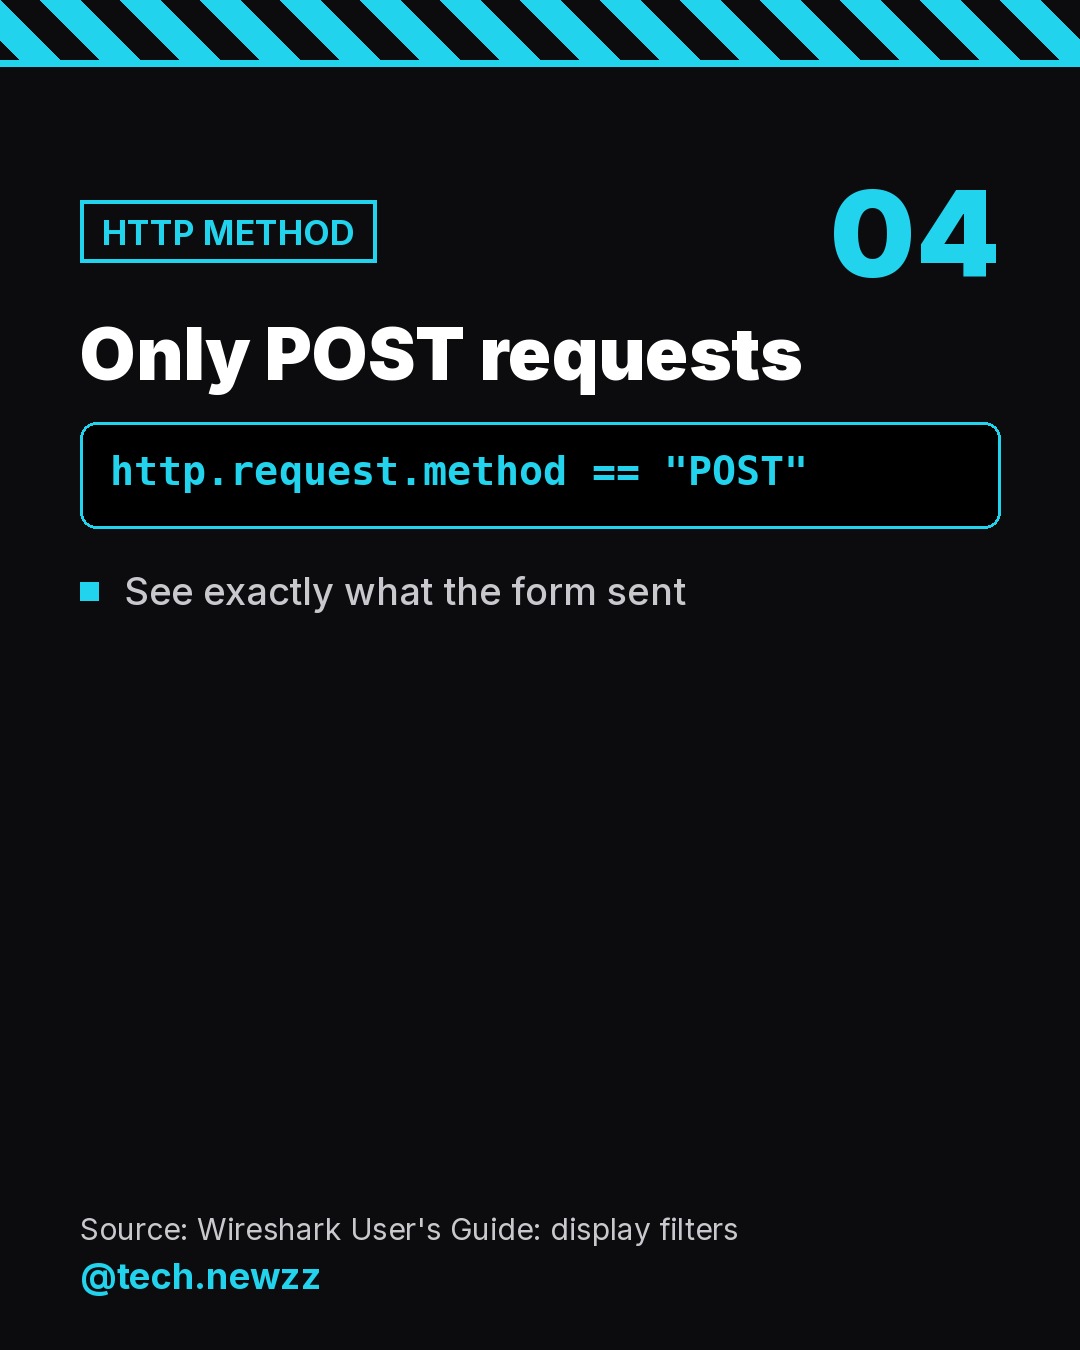 HTTP METHOD
04
Only POST requests
http.request.method == "POST"
See exactly what the form sent
Source: Wireshark User's Guide: display filters
@tech.newzz